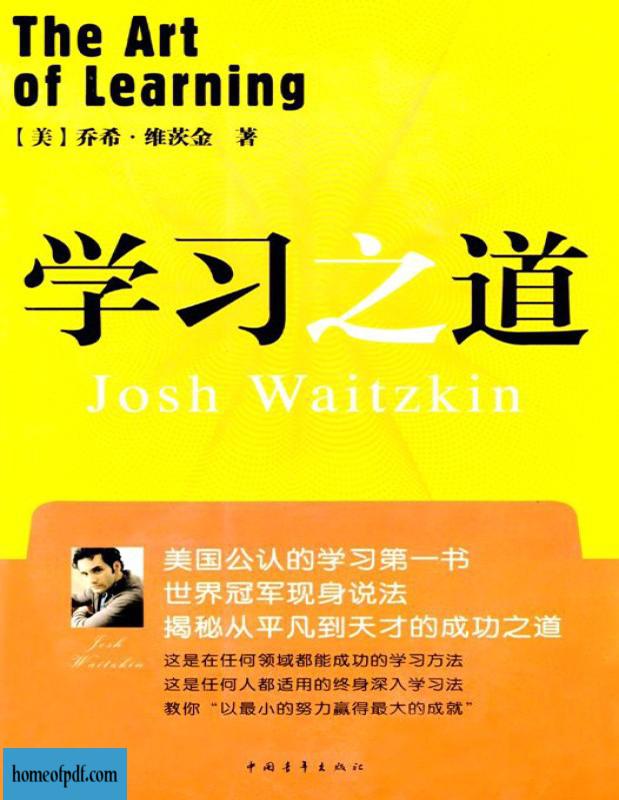 The Art
of Learning
【美】乔希·维茨金 著
学习之道
Josh Waitzkin
美国公认的学习第一书
世界冠军现身说法
揭秘从平凡到天才的成功之道
Josh
Waitzkin
这是在任何领域都能成功的学习方法
这是任何人都适用的终身深入学习法
教你“以最小的努力赢得最大的成就”
中国青年出版社
homeofpdf.com